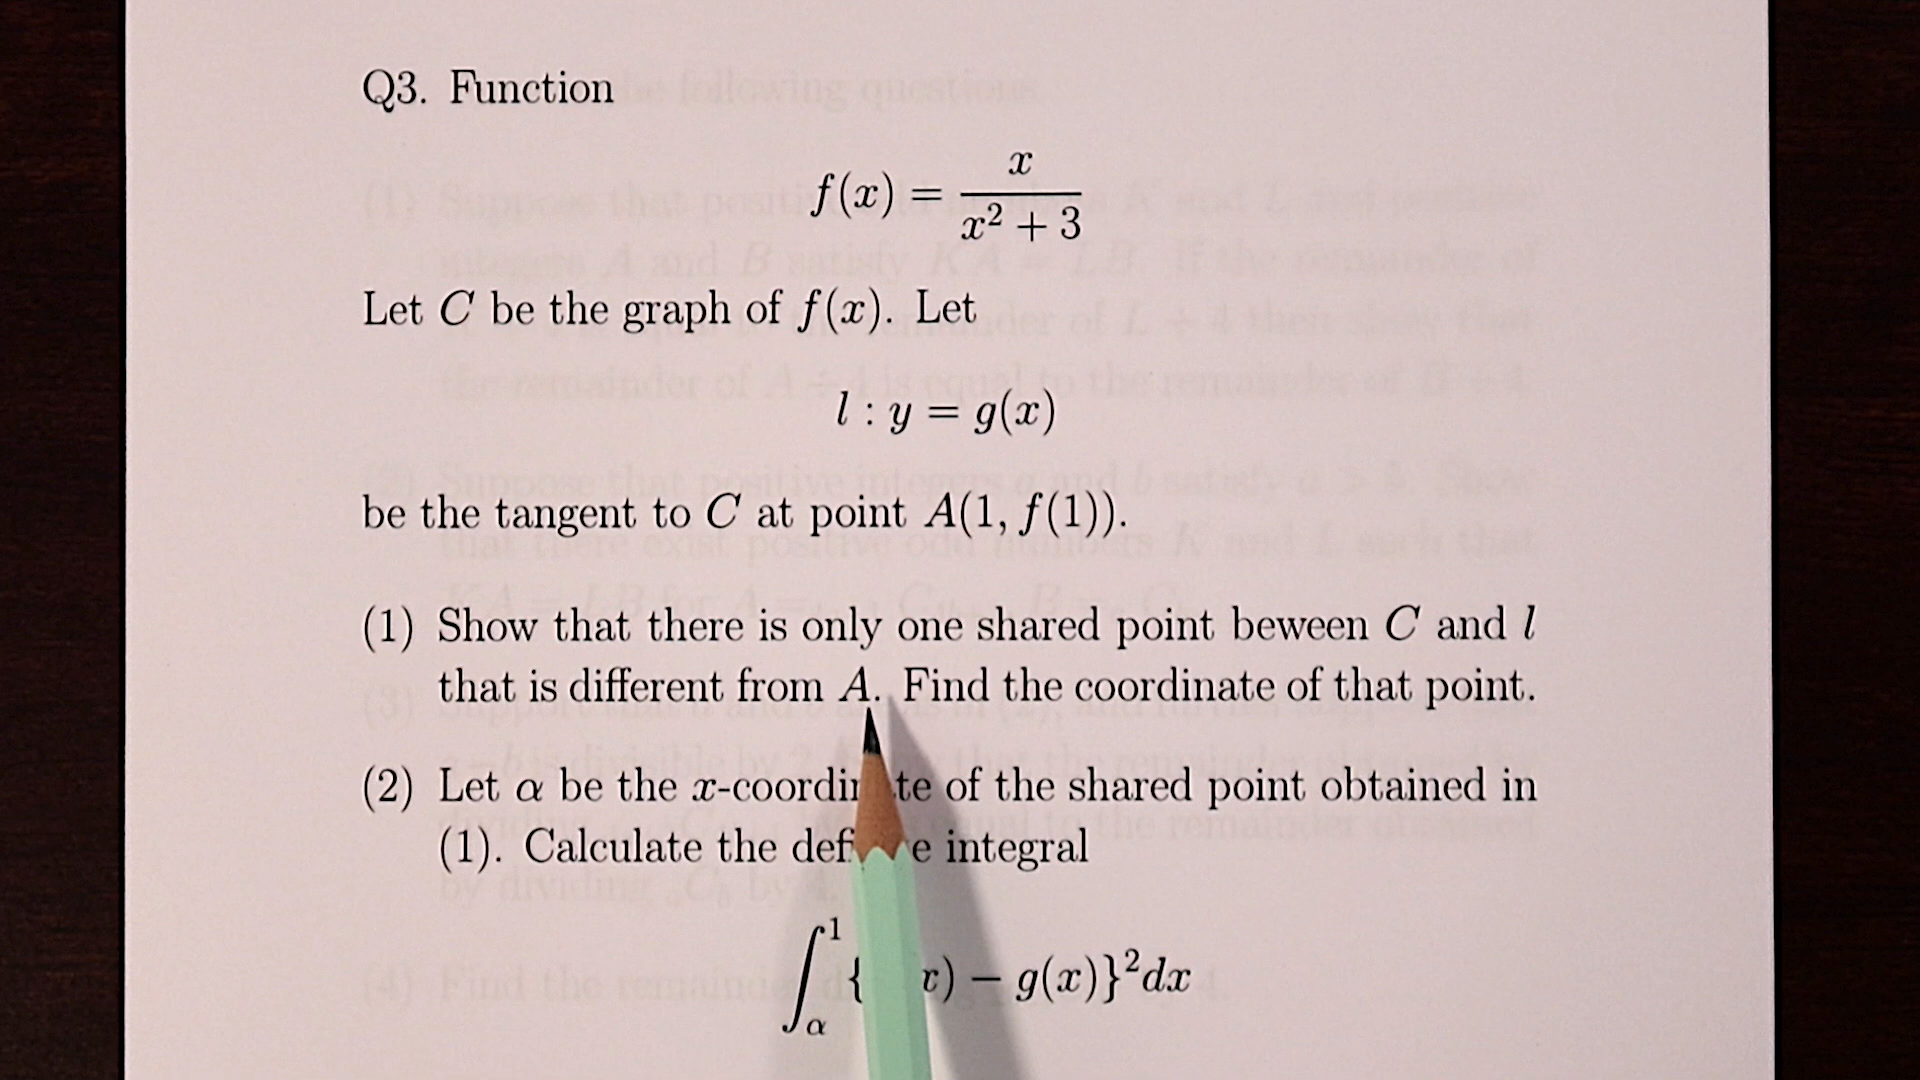 Q3. Function
f(x) = x / (x² + 3)
Let C be the graph of f(x). Let
l : y = g(x)
be the tangent to C at point A(1, f(1)).
(1) Show that there is only one shared point beween C and l
that is different from A. Find the coordinate of that point.
(2) Let α be the x-coordin te of the shared point obtained in
(1). Calculate the def e integral
∫_α^1 { x) − g(x)}² dx